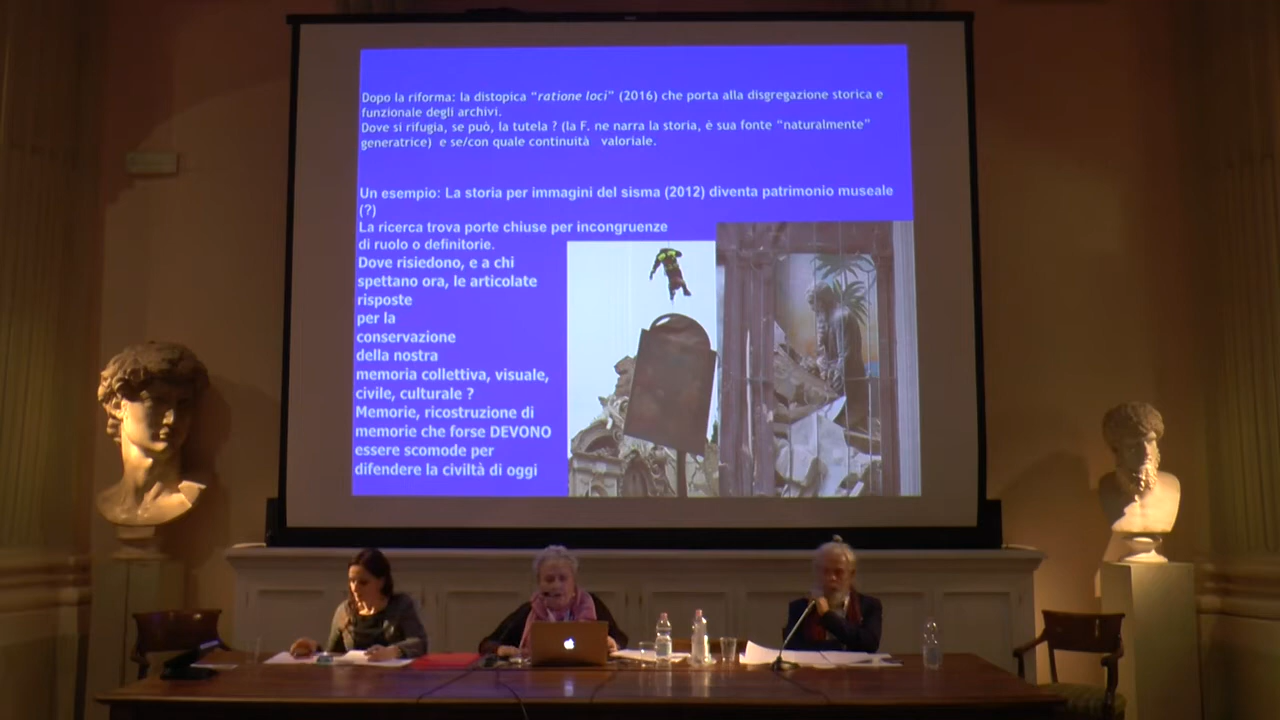 Dopo la riforma: la distopica “ratione loci” (2016) che porta alla disgregazione storica e
funzionale degli archivi.
Dove si rifugia, se può, la tutela ? (la F. ne narra la storia, è sua fonte “naturalmente”
generatrice) e se/con quale continuità valoriale.
Un esempio: La storia per immagini del sisma (2012) diventa patrimonio museale
(?)
La ricerca trova porte chiuse per incongruenze
di ruolo o definitorie.
Dove risiedono, e a chi
spettano ora, le articolate
risposte
per la
conservazione
della nostra
memoria collettiva, visuale,
civile, culturale ?
Memorie, ricostruzione di
memorie che forse DEVONO
essere scomode per
difendere la civiltà di oggi